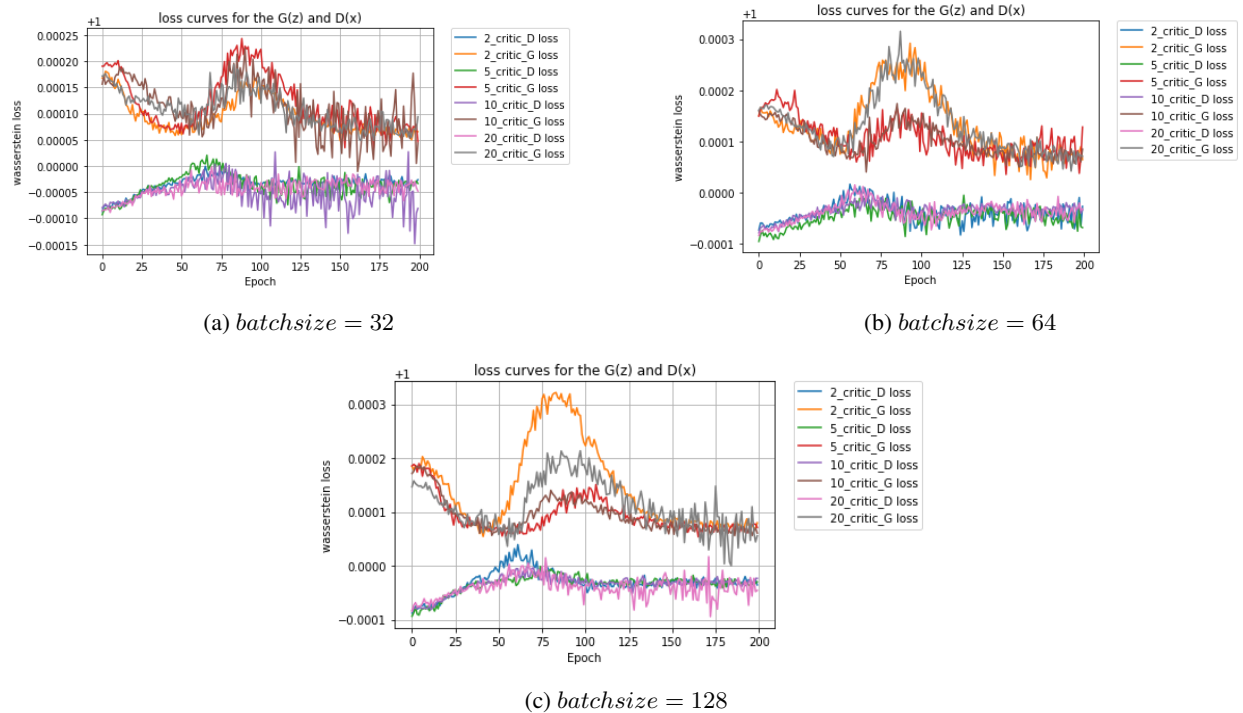 loss curves for the G(z) and D(x)
+1
0.00025
0.00020
0.00015
0.00010
0.00005
0.00000
−0.00005
−0.00010
−0.00015
wasserstein loss
0 25 50 75 100 125 150 175 200
Epoch
2_critic_D loss
2_critic_G loss
5_critic_D loss
5_critic_G loss
10_critic_D loss
10_critic_G loss
20_critic_D loss
20_critic_G loss
(a) batchsize = 32
loss curves for the G(z) and D(x)
+1
0.0003
0.0002
0.0001
0.0000
−0.0001
wasserstein loss
0 25 50 75 100 125 150 175 200
Epoch
2_critic_D loss
2_critic_G loss
5_critic_D loss
5_critic_G loss
10_critic_D loss
10_critic_G loss
20_critic_D loss
20_critic_G loss
(b) batchsize = 64
loss curves for the G(z) and D(x)
+1
0.0003
0.0002
0.0001
0.0000
−0.0001
wasserstein loss
0 25 50 75 100 125 150 175 200
Epoch
2_critic_D loss
2_critic_G loss
5_critic_D loss
5_critic_G loss
10_critic_D loss
10_critic_G loss
20_critic_D loss
20_critic_G loss
(c) batchsize = 128